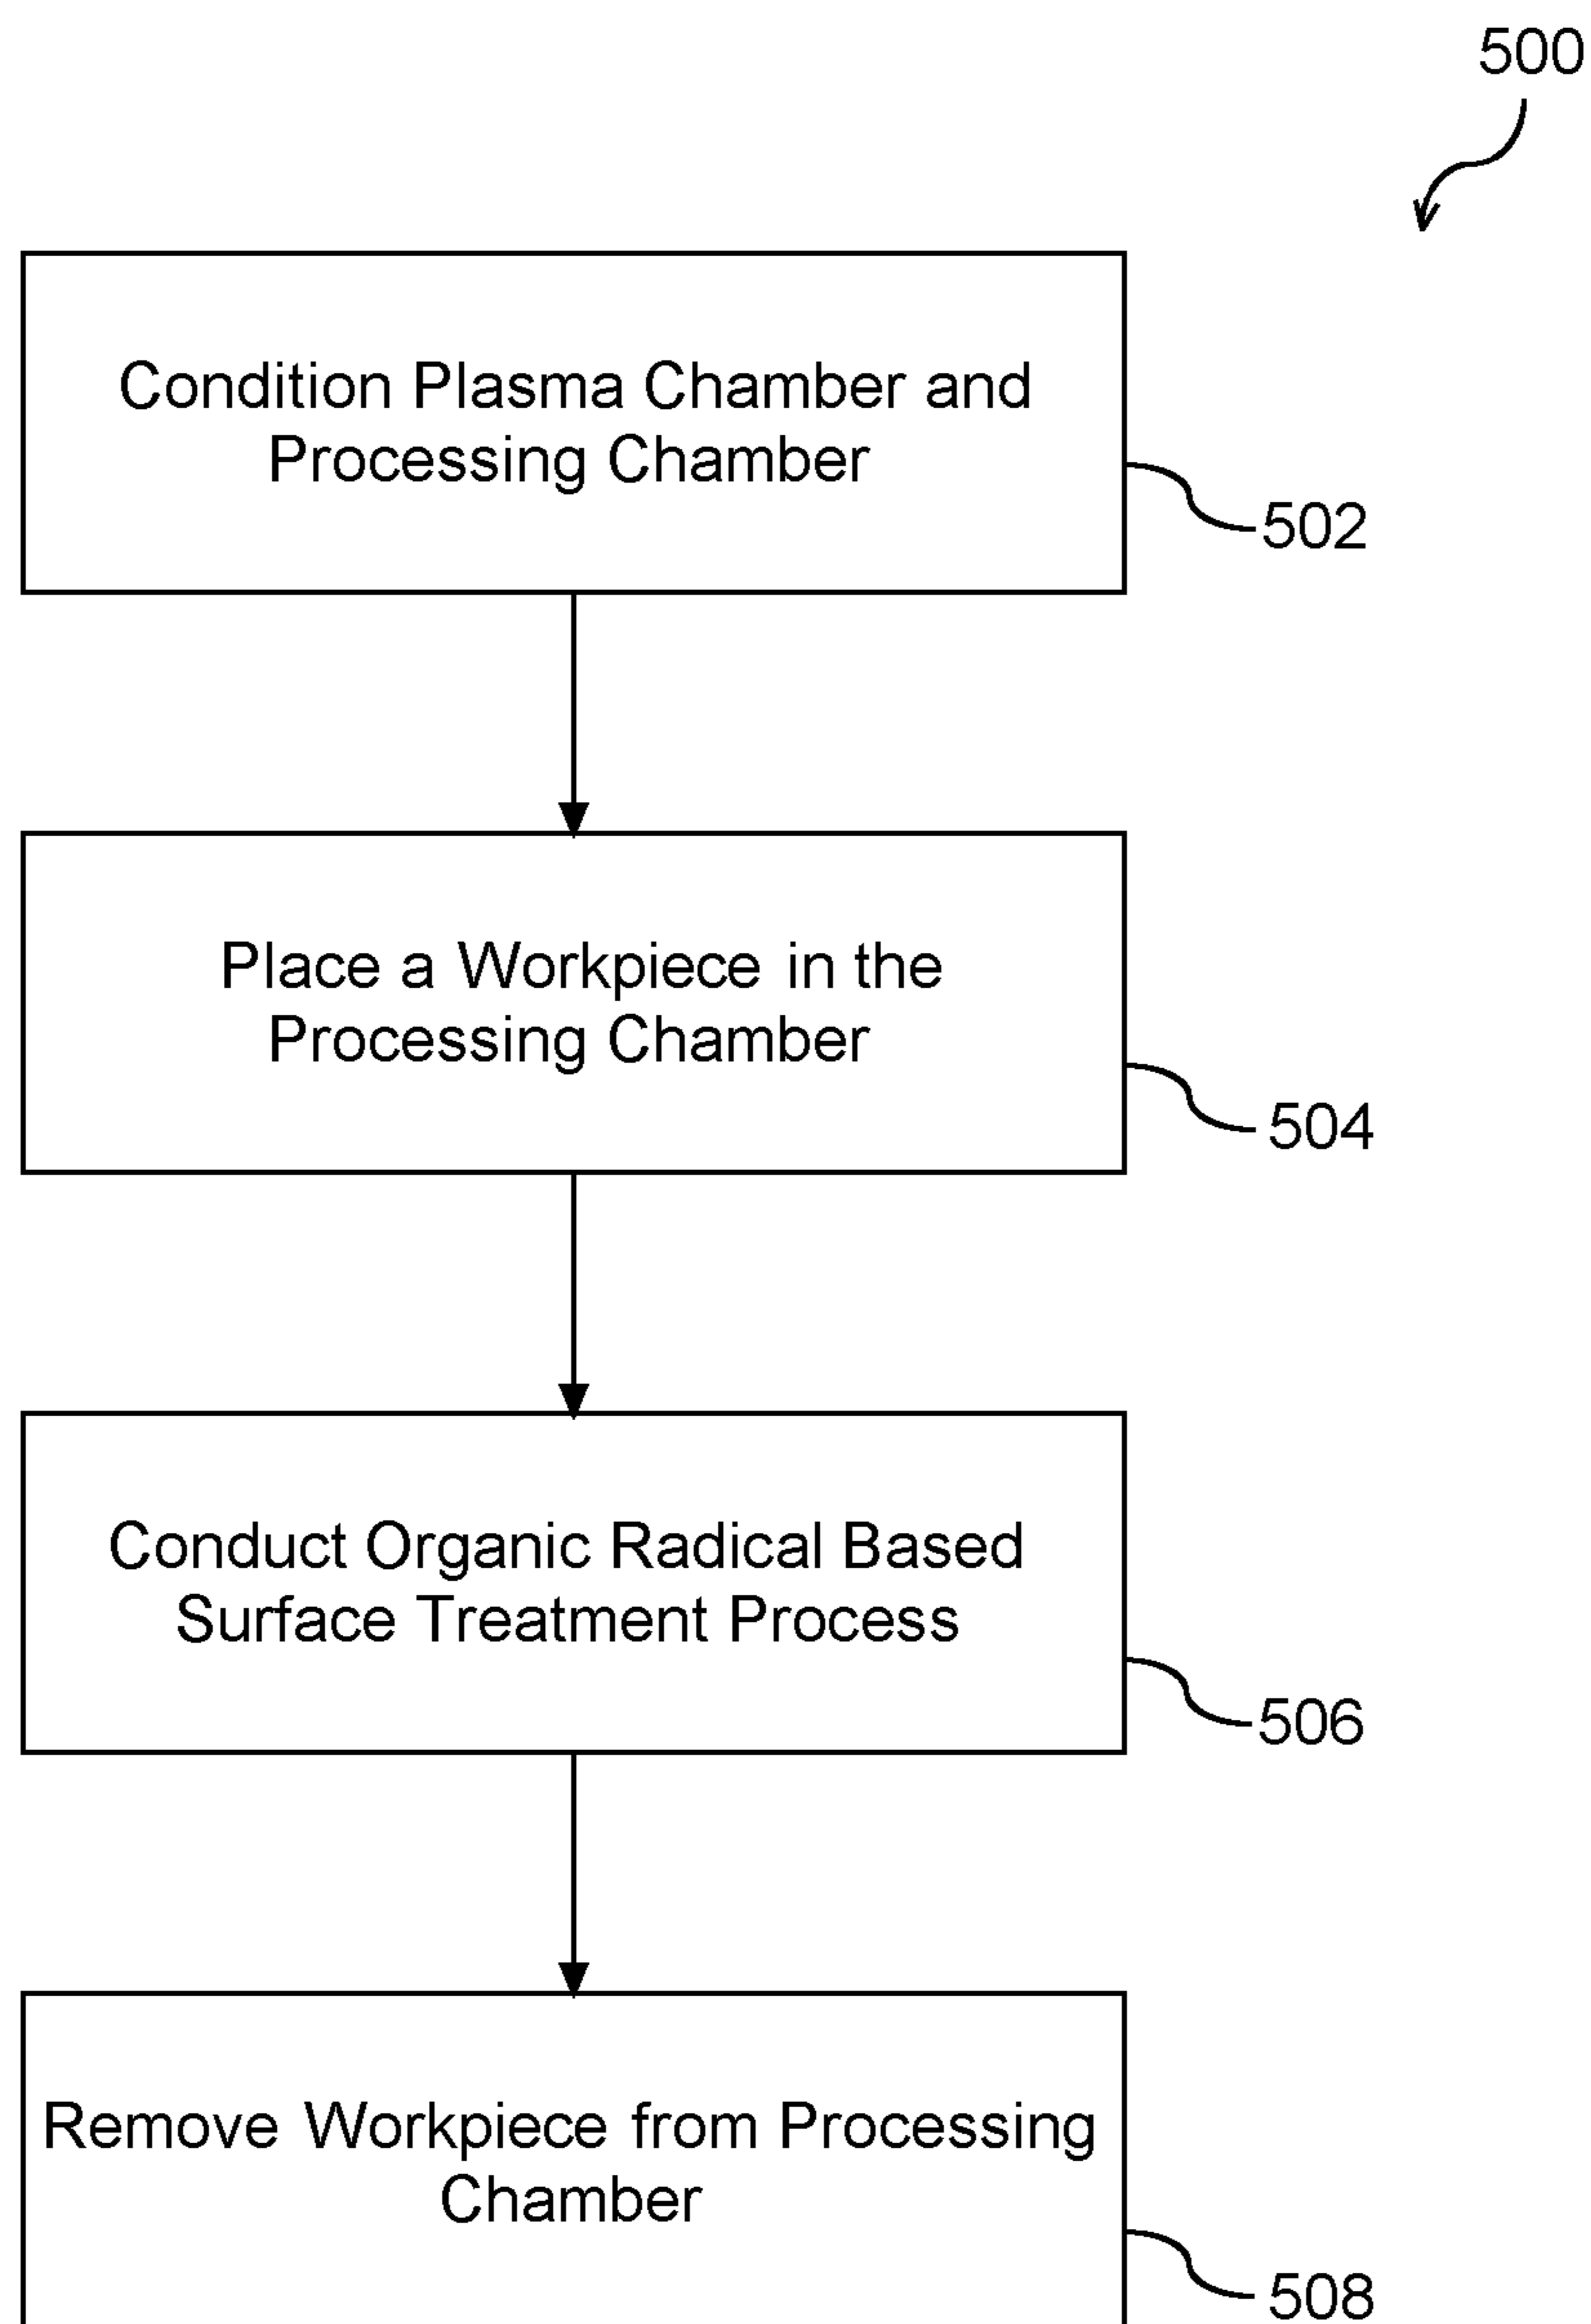 500
Condition Plasma Chamber and
Processing Chamber
502
Place a Workpiece in the
Processing Chamber
504
Conduct Organic Radical Based
Surface Treatment Process
506
Remove Workpiece from Processing
Chamber
508